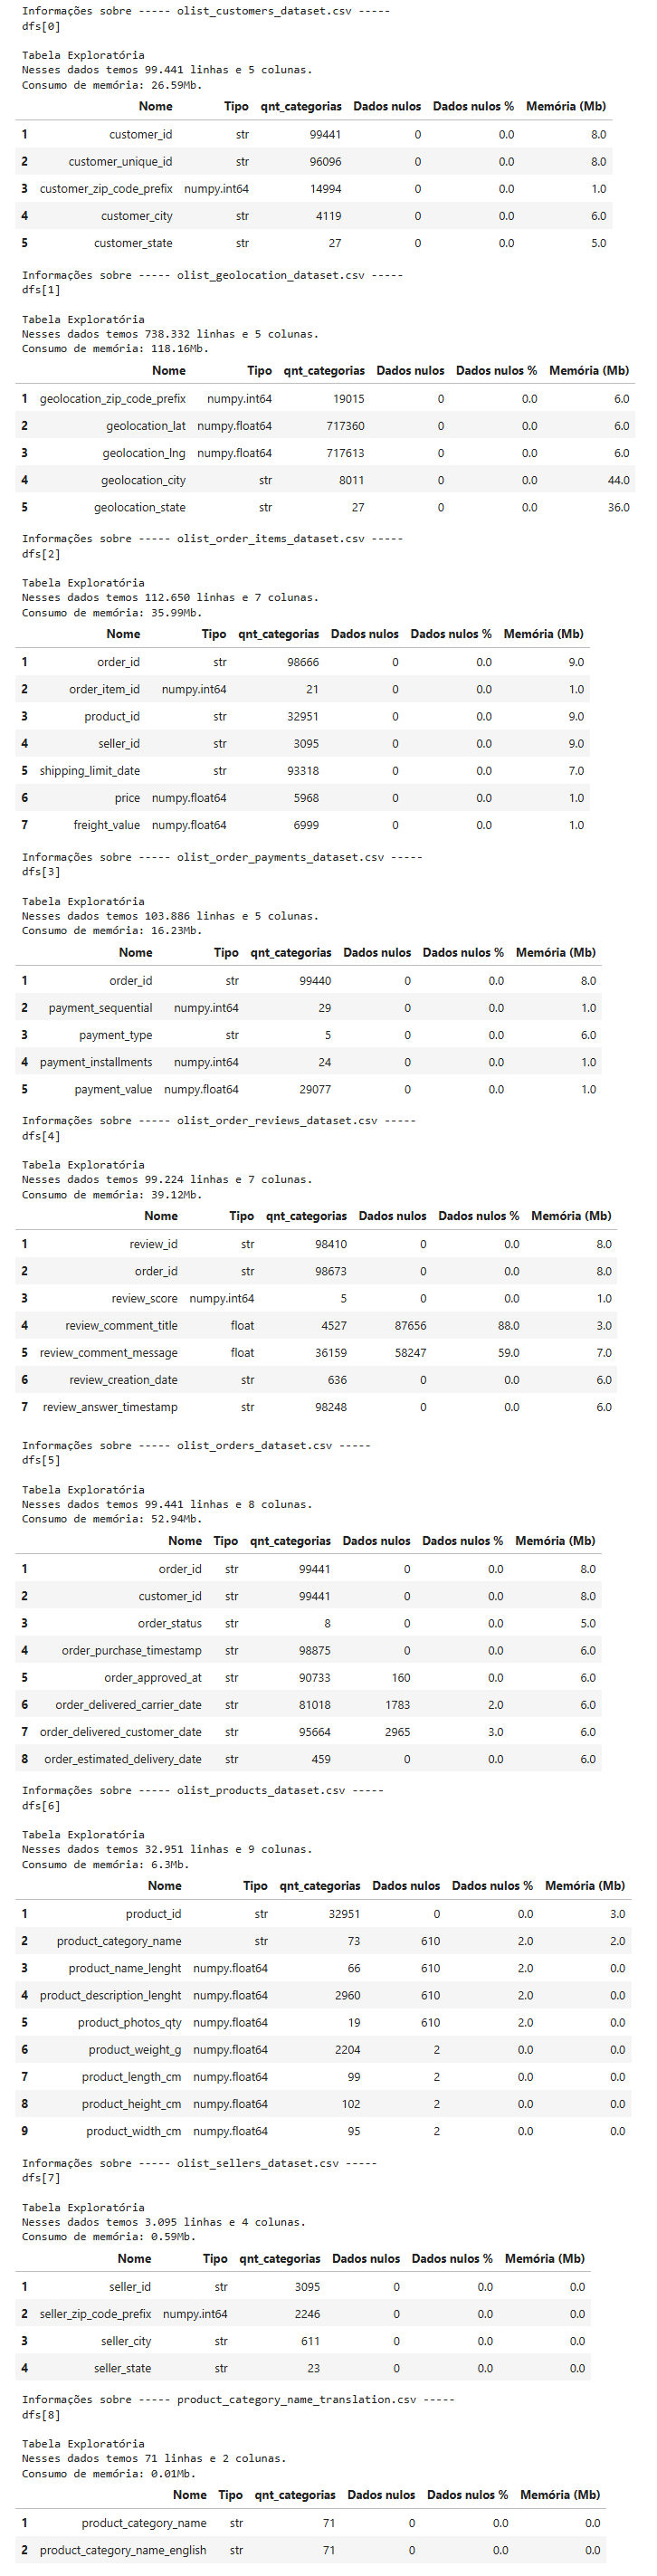 Informações sobre ----- olist_customers_dataset.csv -----
dfs[0]
Tabela Exploratória
Nesses dados temos 99.441 linhas e 5 colunas.
Consumo de memória: 26.59Mb.
Nome Tipo qnt_categorias Dados nulos Dados nulos % Memória (Mb)
1 customer_id str 99441 0 0.0 8.0
2 customer_unique_id str 96096 0 0.0 8.0
3 customer_zip_code_prefix numpy.int64 14994 0 0.0 1.0
4 customer_city str 4119 0 0.0 6.0
5 customer_state str 27 0 0.0 5.0
Informações sobre ----- olist_geolocation_dataset.csv -----
dfs[1]
Tabela Exploratória
Nesses dados temos 738.332 linhas e 5 colunas.
Consumo de memória: 118.16Mb.
Nome Tipo qnt_categorias Dados nulos Dados nulos % Memória (Mb)
1 geolocation_zip_code_prefix numpy.int64 19015 0 0.0 6.0
2 geolocation_lat numpy.float64 717360 0 0.0 6.0
3 geolocation_lng numpy.float64 717613 0 0.0 6.0
4 geolocation_city str 8011 0 0.0 44.0
5 geolocation_state str 27 0 0.0 36.0
Informações sobre ----- olist_order_items_dataset.csv -----
dfs[2]
Tabela Exploratória
Nesses dados temos 112.650 linhas e 7 colunas.
Consumo de memória: 35.99Mb.
Nome Tipo qnt_categorias Dados nulos Dados nulos % Memória (Mb)
1 order_id str 98666 0 0.0 9.0
2 order_item_id numpy.int64 21 0 0.0 1.0
3 product_id str 32951 0 0.0 9.0
4 seller_id str 3095 0 0.0 9.0
5 shipping_limit_date str 93318 0 0.0 7.0
6 price numpy.float64 5968 0 0.0 1.0
7 freight_value numpy.float64 6999 0 0.0 1.0
Informações sobre ----- olist_order_payments_dataset.csv -----
dfs[3]
Tabela Exploratória
Nesses dados temos 103.886 linhas e 5 colunas.
Consumo de memória: 16.23Mb.
Nome Tipo qnt_categorias Dados nulos Dados nulos % Memória (Mb)
1 order_id str 99440 0 0.0 8.0
2 payment_sequential numpy.int64 29 0 0.0 1.0
3 payment_type str 5 0 0.0 6.0
4 payment_installments numpy.int64 24 0 0.0 1.0
5 payment_value numpy.float64 29077 0 0.0 1.0
Informações sobre ----- olist_order_reviews_dataset.csv -----
dfs[4]
Tabela Exploratória
Nesses dados temos 99.224 linhas e 7 colunas.
Consumo de memória: 39.12Mb.
Nome Tipo qnt_categorias Dados nulos Dados nulos % Memória (Mb)
1 review_id str 98410 0 0.0 8.0
2 order_id str 98673 0 0.0 8.0
3 review_score numpy.int64 5 0 0.0 1.0
4 review_comment_title float 4527 87656 88.0 3.0
5 review_comment_message float 36159 58247 59.0 7.0
6 review_creation_date str 636 0 0.0 6.0
7 review_answer_timestamp str 98248 0 0.0 6.0
Informações sobre ----- olist_orders_dataset.csv -----
dfs[5]
Tabela Exploratória
Nesses dados temos 99.441 linhas e 8 colunas.
Consumo de memória: 52.94Mb.
Nome Tipo qnt_categorias Dados nulos Dados nulos % Memória (Mb)
1 order_id str 99441 0 0.0 8.0
2 customer_id str 99441 0 0.0 8.0
3 order_status str 8 0 0.0 5.0
4 order_purchase_timestamp str 98875 0 0.0 6.0
5 order_approved_at str 90733 160 0.0 6.0
6 order_delivered_carrier_date str 81018 1783 2.0 6.0
7 order_delivered_customer_date str 95664 2965 3.0 6.0
8 order_estimated_delivery_date str 459 0 0.0 6.0
Informações sobre ----- olist_products_dataset.csv -----
dfs[6]
Tabela Exploratória
Nesses dados temos 32.951 linhas e 9 colunas.
Consumo de memória: 6.3Mb.
Nome Tipo qnt_categorias Dados nulos Dados nulos % Memória (Mb)
1 product_id str 32951 0 0.0 3.0
2 product_category_name str 73 610 2.0 2.0
3 product_name_lenght numpy.float64 66 610 2.0 0.0
4 product_description_lenght numpy.float64 2960 610 2.0 0.0
5 product_photos_qty numpy.float64 19 610 2.0 0.0
6 product_weight_g numpy.float64 2204 2 0.0 0.0
7 product_length_cm numpy.float64 99 2 0.0 0.0
8 product_height_cm numpy.float64 102 2 0.0 0.0
9 product_width_cm numpy.float64 95 2 0.0 0.0
Informações sobre ----- olist_sellers_dataset.csv -----
dfs[7]
Tabela Exploratória
Nesses dados temos 3.095 linhas e 4 colunas.
Consumo de memória: 0.59Mb.
Nome Tipo qnt_categorias Dados nulos Dados nulos % Memória (Mb)
1 seller_id str 3095 0 0.0 0.0
2 seller_zip_code_prefix numpy.int64 2246 0 0.0 0.0
3 seller_city str 611 0 0.0 0.0
4 seller_state str 23 0 0.0 0.0
Informações sobre ----- product_category_name_translation.csv -----
dfs[8]
Tabela Exploratória
Nesses dados temos 71 linhas e 2 colunas.
Consumo de memória: 0.01Mb.
Nome Tipo qnt_categorias Dados nulos Dados nulos % Memória (Mb)
1 product_category_name str 71 0 0.0 0.0
2 product_category_name_english str 71 0 0.0 0.0